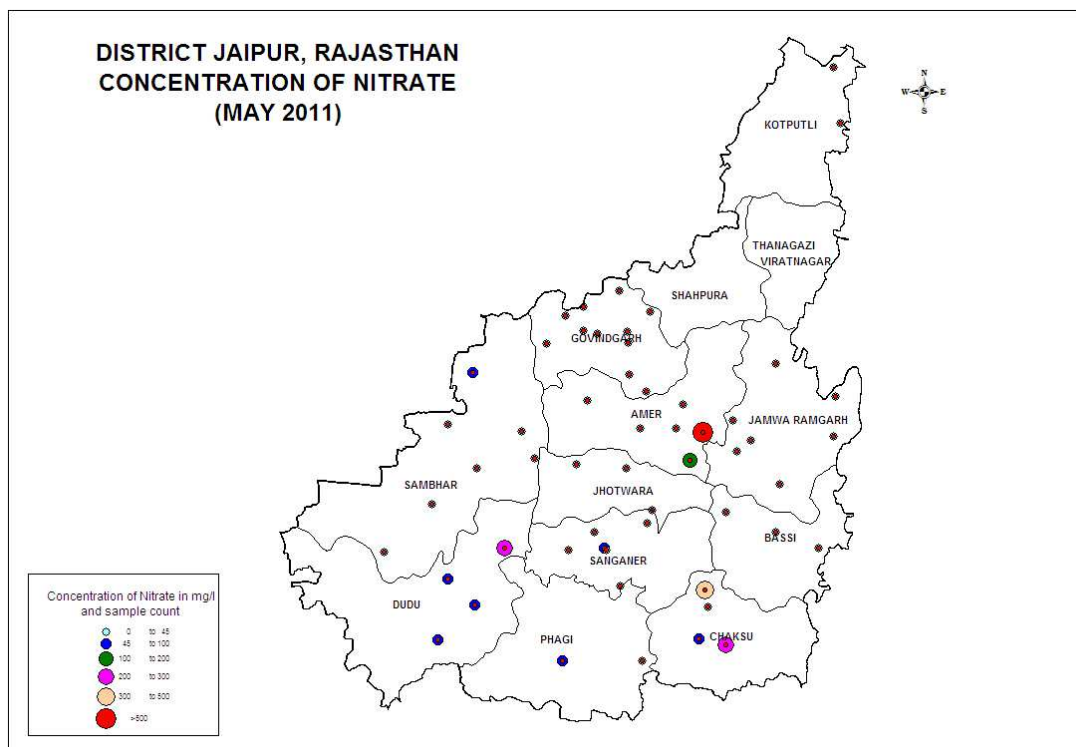 DISTRICT JAIPUR, RAJASTHAN
CONCENTRATION OF NITRATE
(MAY 2011)
N
W E
S
KOTPUTLI
THANAGAZI
VIRATNAGAR
SHAHPURA
GOVINDGARH
AMER
JAMWA RAMGARH
SAMBHAR
JHOTWARA
BASSI
SANGANER
DUDU
PHAGI
CHAKSU
Concentration of Nitrate in mg/l
and sample count
0 to 45
45 to 100
100 to 200
200 to 300
300 to 500
>500